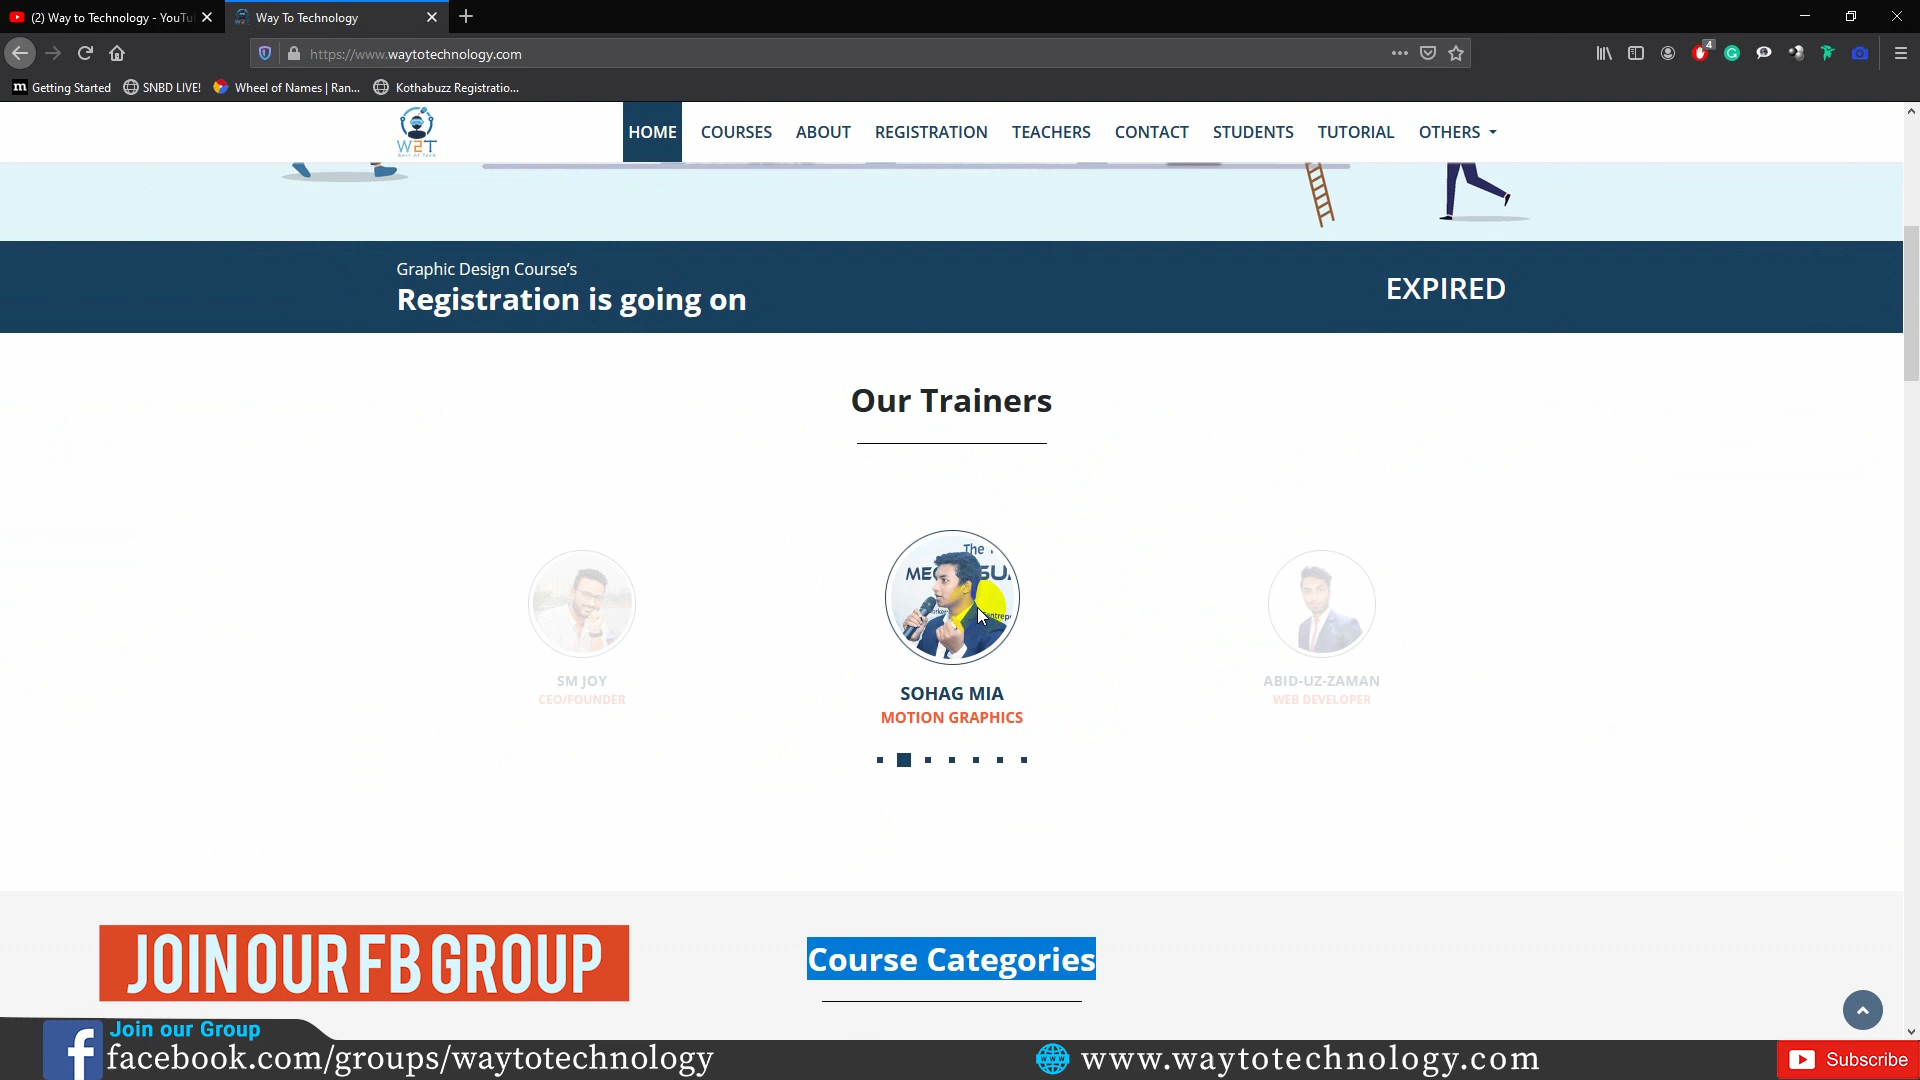 (2) Way to Technology - YouTu
Way To Technology
https://www.waytotechnology.com
4
m Getting Started
SNBD LIVE!
Wheel of Names | Ran...
Kothabuzz Registratio...
W2T
HOME
COURSES
ABOUT
REGISTRATION
TEACHERS
CONTACT
STUDENTS
TUTORIAL
OTHERS
Graphic Design Course's
Registration is going on
EXPIRED
Our Trainers
The
SM JOY
CEO/FOUNDER
SOHAG MIA
MOTION GRAPHICS
ABID-UZ-ZAMAN
WEB DEVELOPER
Course Categories
JOIN OUR FB GROUP
Join our Group
facebook.com/groups/waytotechnology
www.waytotechnology.com
Subscribe